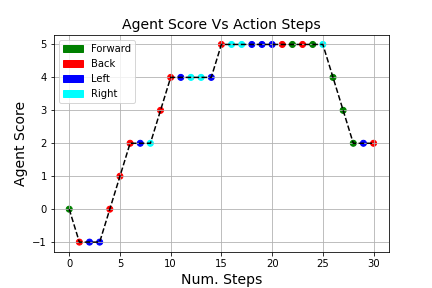 Agent Score Vs Action Steps
Forward
Back
Left
Right
5
4
3
2
1
0
−1
Agent Score
0 5 10 15 20 25 30
Num. Steps